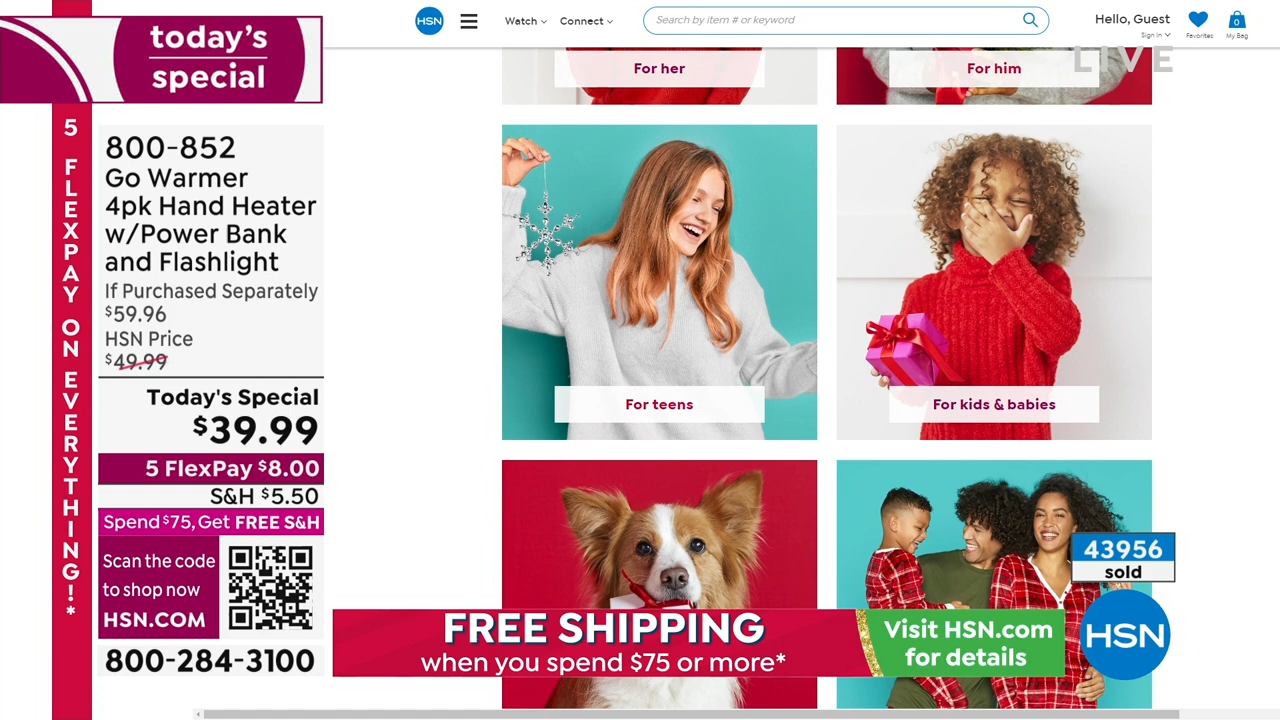 today's
special
5 FLEXPAY ON EVERYTHING!*
800-852
Go Warmer
4pk Hand Heater
w/Power Bank
and Flashlight
If Purchased Separately
$59.96
HSN Price
$49.99
Today's Special
$39.99
5 FlexPay $8.00
S&H $5.50
Spend $75, Get FREE S&H
Scan the code
to shop now
HSN.COM
800-284-3100
HSN
Watch
Connect
Search by item # or keyword
Hello, Guest
Sign in
Favorites
0
My Bag
LIVE
For her
For him
For teens
For kids & babies
43956
sold
FREE SHIPPING
when you spend $75 or more*
Visit HSN.com
for details
HSN